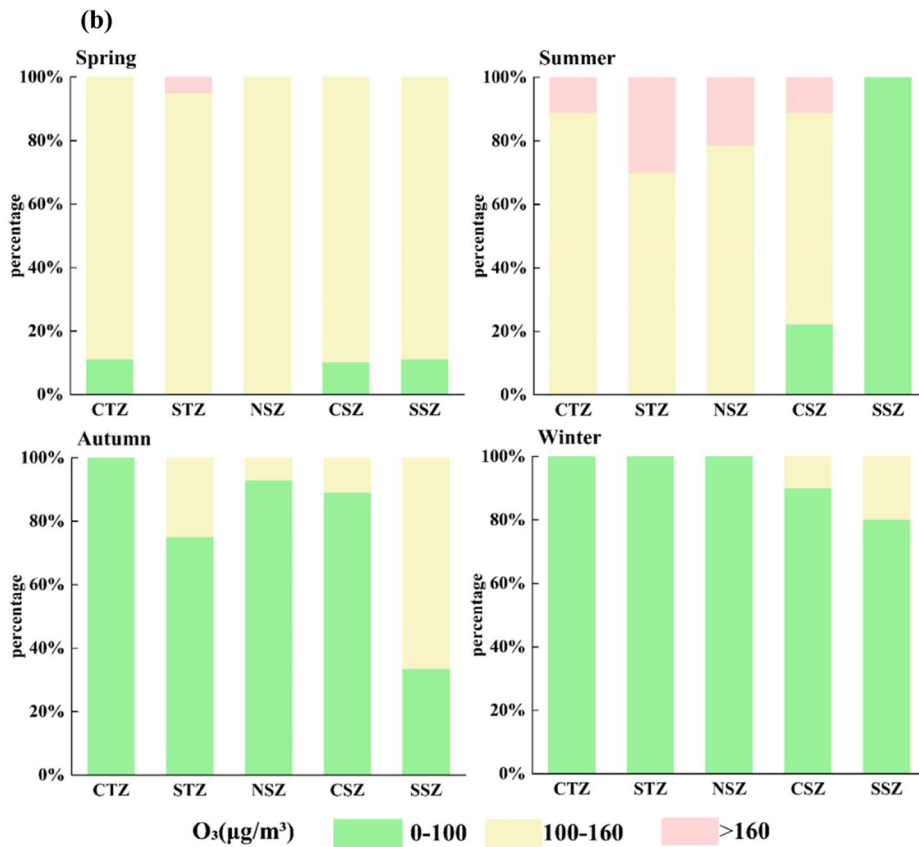 (b)
Spring
100%
80%
60%
40%
20%
0%
percentage
CTZ STZ NSZ CSZ SSZ
Summer
100%
80%
60%
40%
20%
0%
percentage
CTZ STZ NSZ CSZ SSZ
Autumn
100%
80%
60%
40%
20%
0%
percentage
CTZ STZ NSZ CSZ SSZ
Winter
100%
80%
60%
40%
20%
0%
percentage
CTZ STZ NSZ CSZ SSZ
O₃(μg/m³) 0-100 100-160 >160